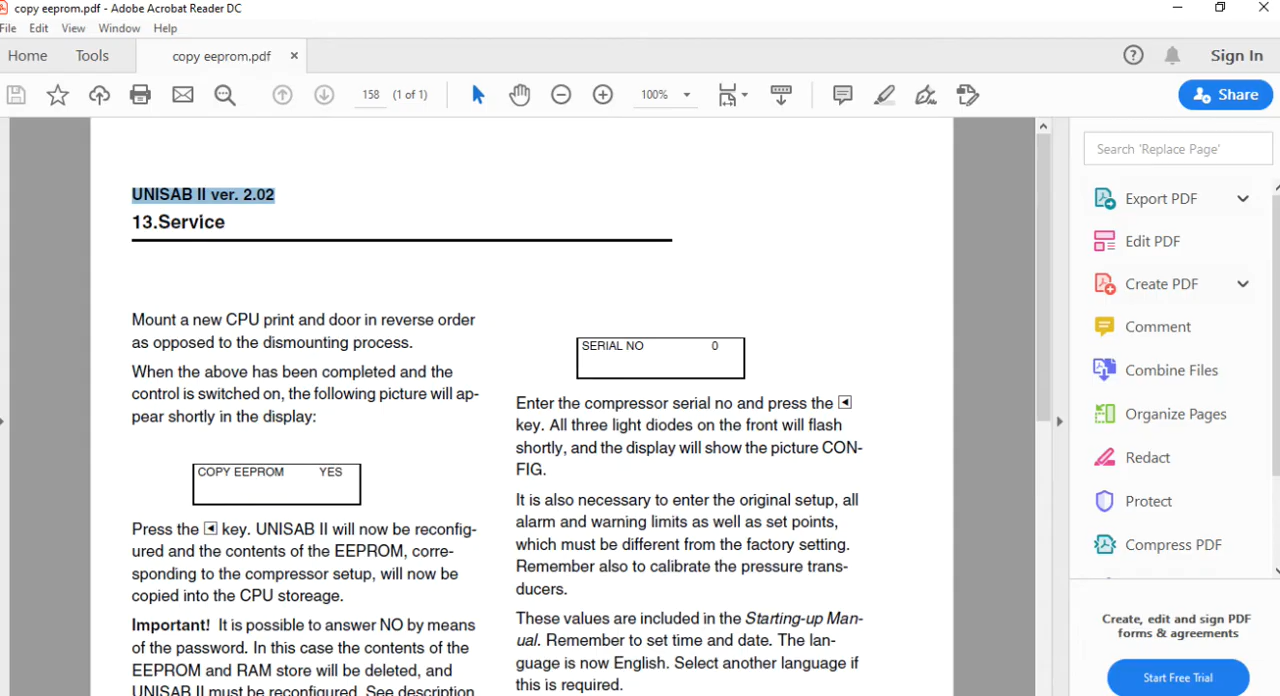 copy eeprom.pdf - Adobe Acrobat Reader DC
File Edit View Window Help
Home Tools copy eeprom.pdf × Sign In
158 (1 of 1) 100% Share
UNISAB II ver. 2.02
13.Service
Mount a new CPU print and door in reverse order
as opposed to the dismounting process.
When the above has been completed and the
control is switched on, the following picture will ap-
pear shortly in the display:
COPY EEPROM YES
Press the ◄ key. UNISAB II will now be reconfig-
ured and the contents of the EEPROM, corre-
sponding to the compressor setup, will now be
copied into the CPU storeage.
Important! It is possible to answer NO by means
of the password. In this case the contents of the
EEPROM and RAM store will be deleted, and
UNISAB II must be reconfigured. See description
SERIAL NO 0
Enter the compressor serial no and press the ◄
key. All three light diodes on the front will flash
shortly, and the display will show the picture CON-
FIG.
It is also necessary to enter the original setup, all
alarm and warning limits as well as set points,
which must be different from the factory setting.
Remember also to calibrate the pressure trans-
ducers.
These values are included in the Starting-up Man-
ual. Remember to set time and date. The lan-
guage is now English. Select another language if
this is required.
Search 'Replace Page'
Export PDF
Edit PDF
Create PDF
Comment
Combine Files
Organize Pages
Redact
Protect
Compress PDF
Create, edit and sign PDF
forms & agreements
Start Free Trial